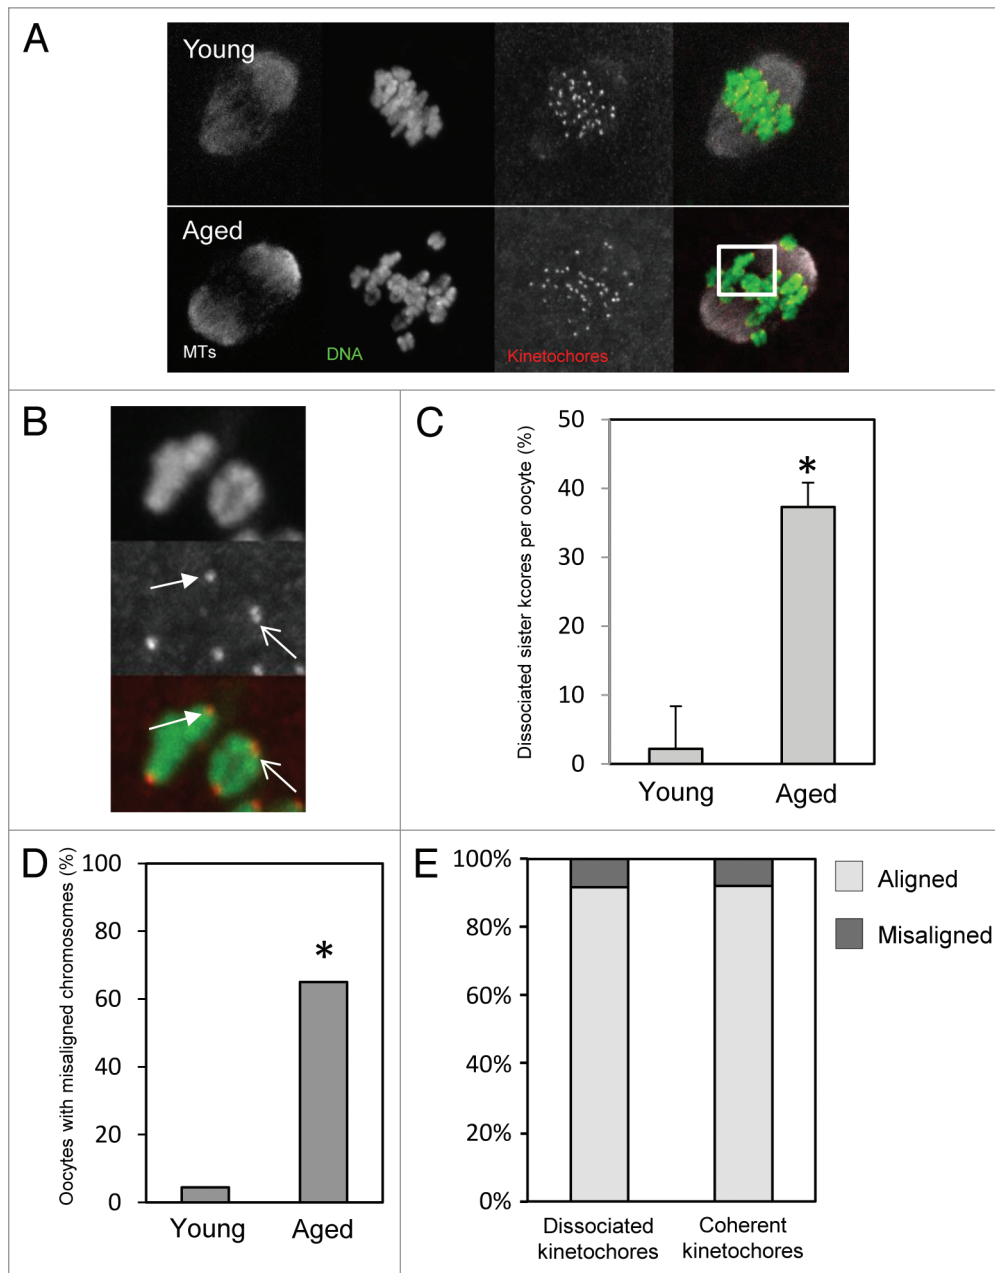 A
Young
Aged
MTs
DNA
Kinetochores
B
C
Dissociated sister kcores per oocyte (%)
50
40
30
20
10
0
*
Young
Aged
D
Oocytes with misaligned chromosomes (%)
100
80
60
40
20
0
*
Young
Aged
E
100%
80%
60%
40%
20%
0%
Aligned
Misaligned
Dissociated
kinetochores
Coherent
kinetochores